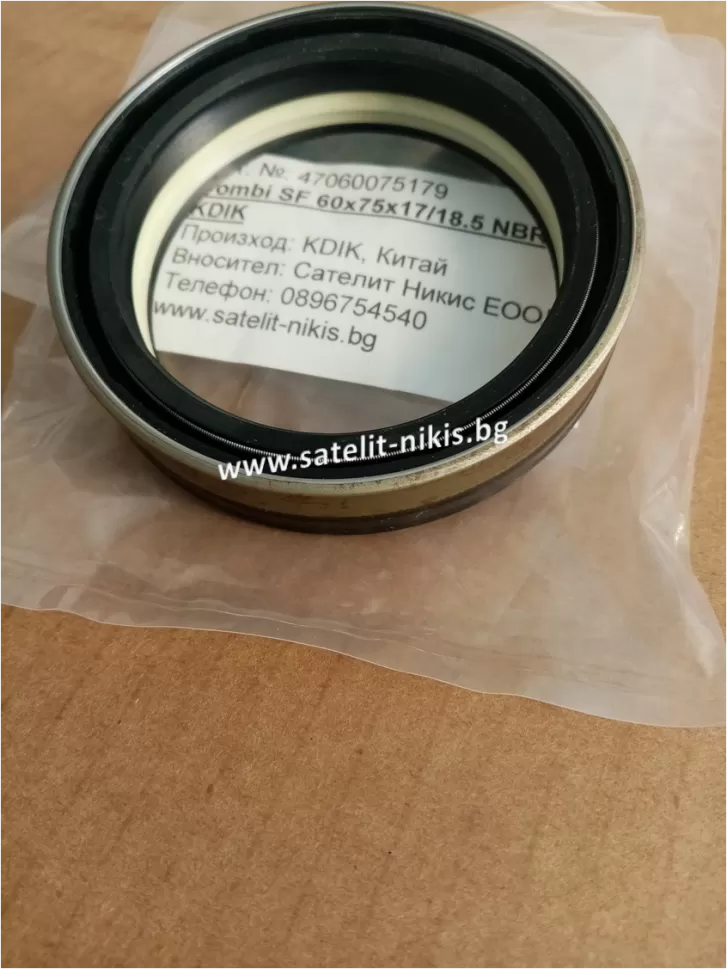 №. 47060075179
Combi SF 60x75x17/18.5 NBR
KDIK
Произход: KDIK, Китай
Вносител: Сателит Никис ЕОО
Телефон: 0896754540
www.satelit-nikis.bg
www.satelit-nikis.bg